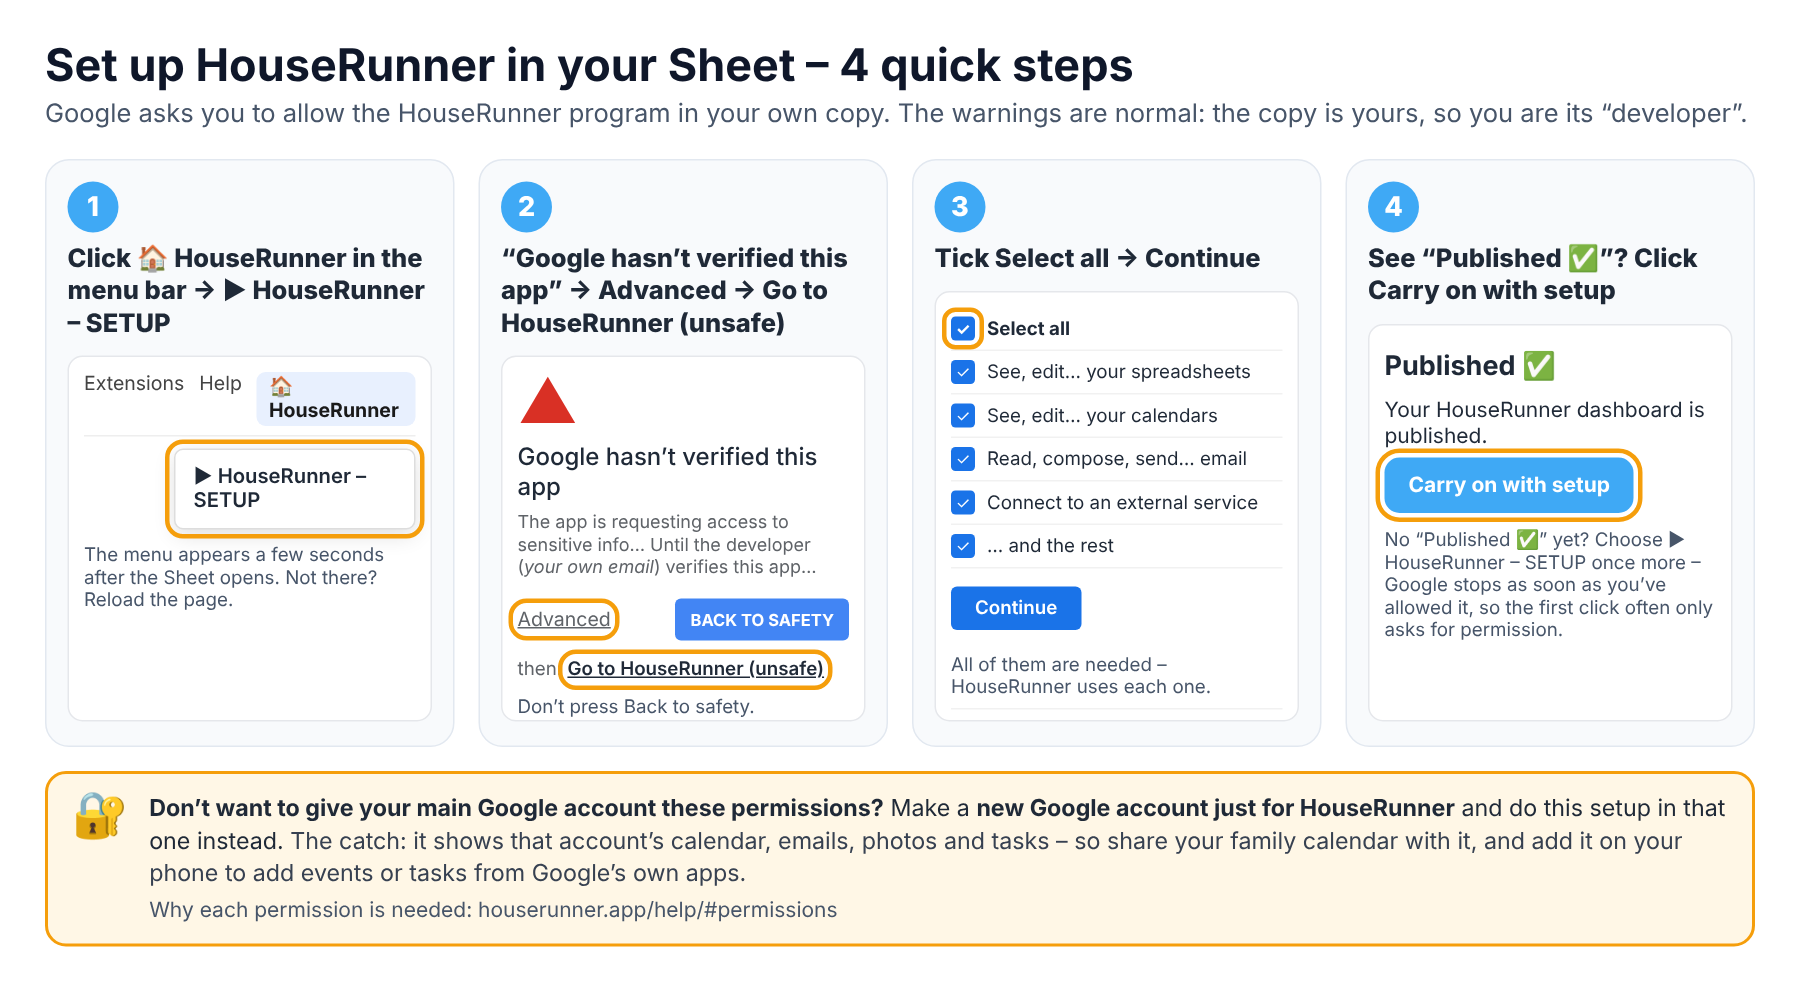 Set up HouseRunner in your Sheet – 4 quick steps
Google asks you to allow the HouseRunner program in your own copy. The warnings are normal: the copy is yours, so you are its “developer”.
1
Click 🏠 HouseRunner in the
menu bar → ▶ HouseRunner
– SETUP
Extensions Help 🏠
HouseRunner
▶ HouseRunner –
SETUP
The menu appears a few seconds
after the Sheet opens. Not there?
Reload the page.
2
“Google hasn’t verified this
app” → Advanced → Go to
HouseRunner (unsafe)
Google hasn’t verified this
app
The app is requesting access to
sensitive info... Until the developer
(your own email) verifies this app...
Advanced BACK TO SAFETY
then Go to HouseRunner (unsafe)
Don’t press Back to safety.
3
Tick Select all → Continue
Select all
See, edit... your spreadsheets
See, edit... your calendars
Read, compose, send... email
Connect to an external service
... and the rest
Continue
All of them are needed –
HouseRunner uses each one.
4
See “Published ✅”? Click
Carry on with setup
Published ✅
Your HouseRunner dashboard is
published.
Carry on with setup
No “Published ✅” yet? Choose ▶
HouseRunner – SETUP once more –
Google stops as soon as you’ve
allowed it, so the first click often only
asks for permission.
Don’t want to give your main Google account these permissions? Make a new Google account just for HouseRunner and do this setup in that
one instead. The catch: it shows that account’s calendar, emails, photos and tasks – so share your family calendar with it, and add it on your
phone to add events or tasks from Google’s own apps.
Why each permission is needed: houserunner.app/help/#permissions